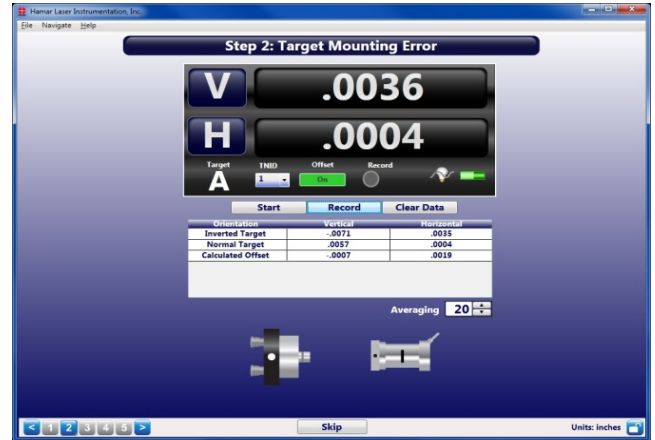 Hamar Laser Instrumentation, Inc.
File Navigate Help
Step 2: Target Mounting Error
V .0036
H .0004
Target TNID Offset Record
A 1 On
Start Record Clear Data
Orientation Vertical Horizontal
Inverted Target -.0071 .0035
Normal Target .0057 .0004
Calculated Offset -.0007 .0019
Averaging 20
< 1 2 3 4 5 > Skip Units: inches